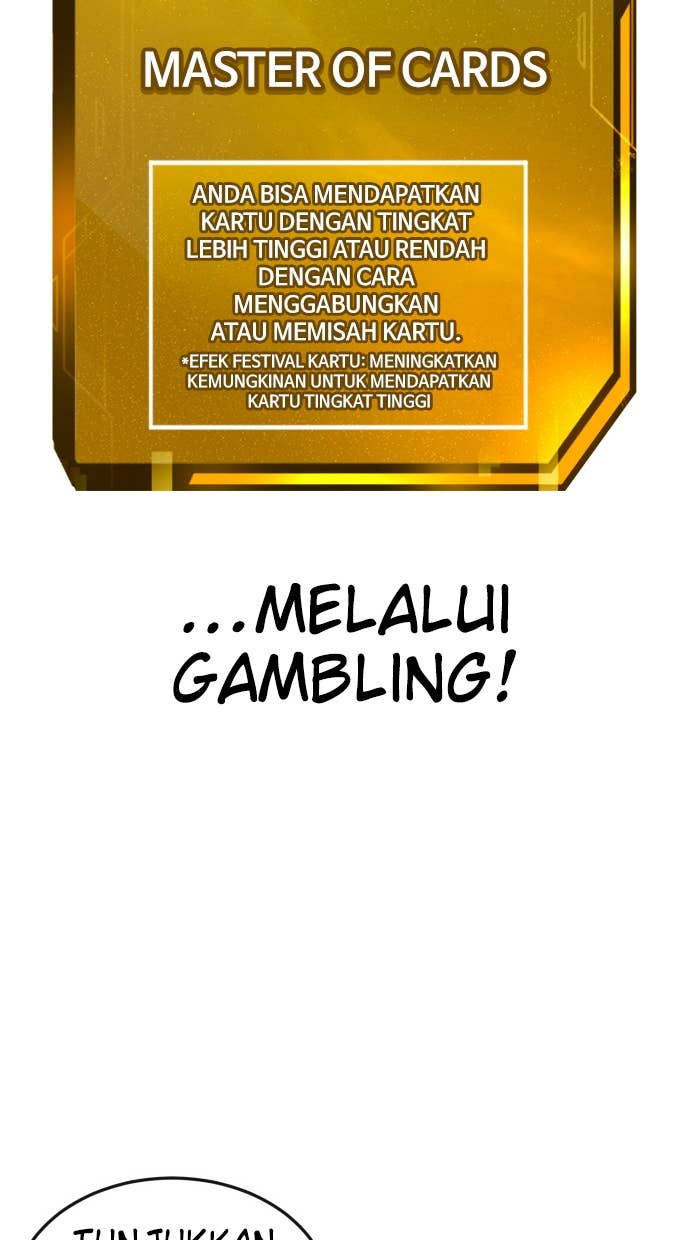 MASTER OF CARDS
ANDA BISA MENDAPATKAN
KARTU DENGAN TINGKAT
LEBIH TINGGI ATAU RENDAH
DENGAN CARA
MENGGABUNGKAN
ATAU MEMISAH KARTU.
*EFEK FESTIVAL KARTU: MENINGKATKAN
KEMUNGKINAN UNTUK MENDAPATKAN
KARTU TINGKAT TINGGI
...MELALUI
GAMBLING!
TUNJUKKAN